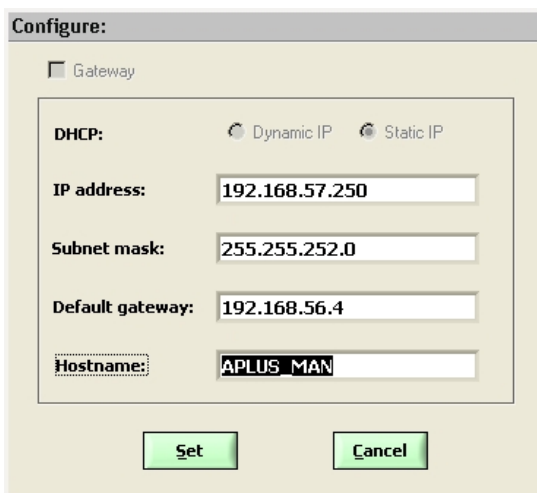 Configure:
Gateway
DHCP: Dynamic IP Static IP
IP address: 192.168.57.250
Subnet mask: 255.255.252.0
Default gateway: 192.168.56.4
Hostname: APLUS_MAN
Set Cancel